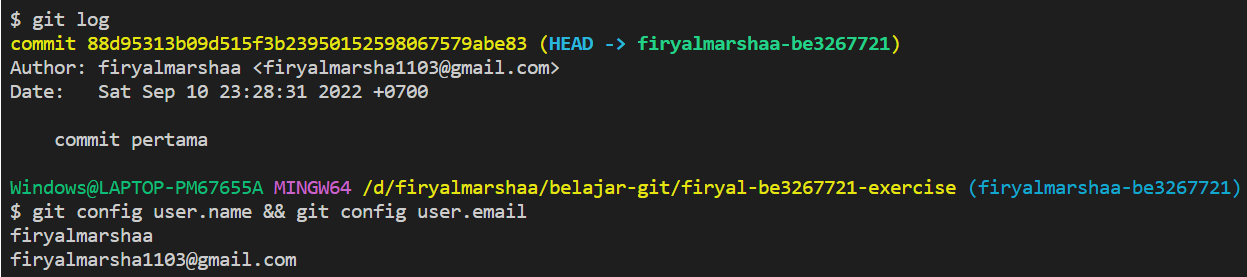 $ git log
commit 88d95313b09d515f3b23950152598067579abe83 (HEAD -> firyalmarshaa-be3267721)
Author: firyalmarshaa <firyalmarsha1103@gmail.com>
Date:   Sat Sep 10 23:28:31 2022 +0700
    commit pertama
Windows@LAPTOP-PM67655A MINGW64 /d/firyalmarshaa/belajar-git/firyal-be3267721-exercise (firyalmarshaa-be3267721)
$ git config user.name && git config user.email
firyalmarshaa
firyalmarsha1103@gmail.com